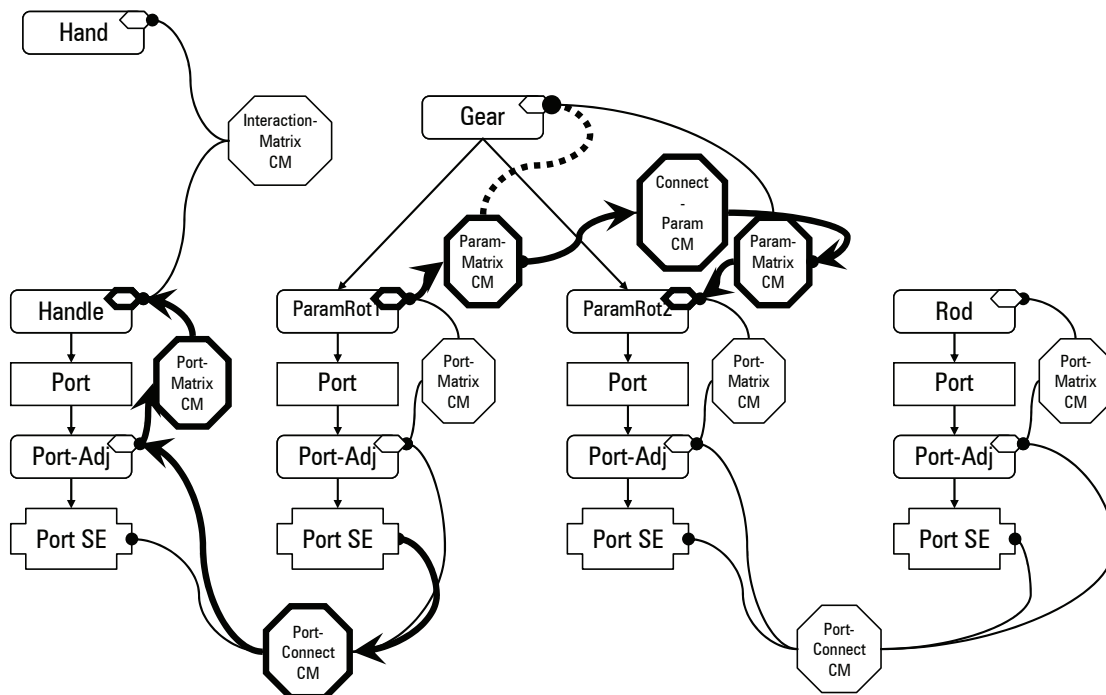 Hand
Interaction-
Matrix
CM
Gear
Connect
-
Param
CM
Param-
Matrix
CM
Param-
Matrix
CM
Handle
ParamRot1
ParamRot2
Rod
Port-
Matrix
CM
Port-
Matrix
CM
Port-
Matrix
CM
Port-
Matrix
CM
Port
Port
Port
Port
Port-Adj
Port-Adj
Port-Adj
Port-Adj
Port SE
Port SE
Port SE
Port SE
Port-
Connect
CM
Port-
Connect
CM